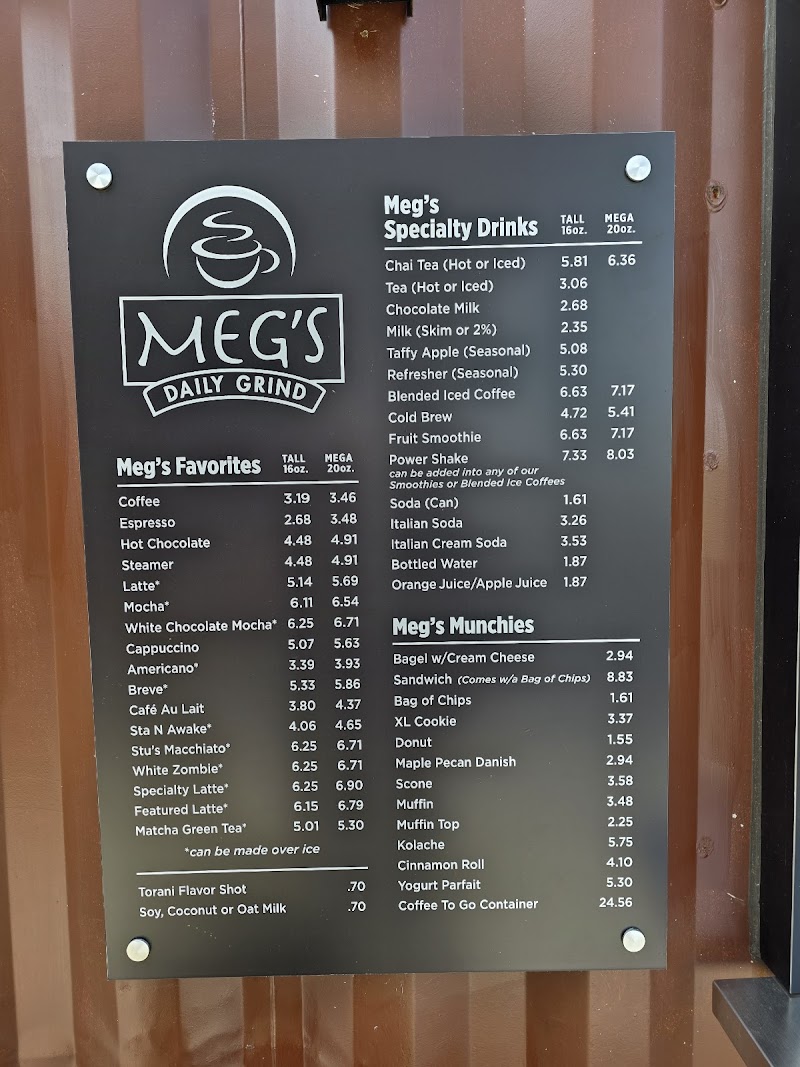 MEG'S
DAILY GRIND
Meg's Favorites TALL 16oz. MEGA 20oz.
Coffee 3.19 3.46
Espresso 2.68 3.48
Hot Chocolate 4.48 4.91
Steamer 4.48 4.91
Latte* 5.14 5.69
Mocha* 6.11 6.54
White Chocolate Mocha* 6.25 6.71
Cappuccino 5.07 5.63
Americano* 3.39 3.93
Breve* 5.33 5.86
Café Au Lait 3.80 4.37
Sta N Awake* 4.06 4.65
Stu's Macchiato* 6.25 6.71
White Zombie* 6.25 6.71
Specialty Latte* 6.25 6.90
Featured Latte* 6.15 6.79
Matcha Green Tea* 5.01 5.30
*can be made over ice
Torani Flavor Shot .70
Soy, Coconut or Oat Milk .70
Meg's
Specialty Drinks TALL 16oz. MEGA 20oz.
Chai Tea (Hot or Iced) 5.81 6.36
Tea (Hot or Iced) 3.06
Chocolate Milk 2.68
Milk (Skim or 2%) 2.35
Taffy Apple (Seasonal) 5.08
Refresher (Seasonal) 5.30
Blended Iced Coffee 6.63 7.17
Cold Brew 4.72 5.41
Fruit Smoothie 6.63 7.17
Power Shake 7.33 8.03
can be added into any of our
Smoothies or Blended Ice Coffees
Soda (Can) 1.61
Italian Soda 3.26
Italian Cream Soda 3.53
Bottled Water 1.87
Orange Juice/Apple Juice 1.87
Meg's Munchies
Bagel w/Cream Cheese 2.94
Sandwich (Comes w/a Bag of Chips) 8.83
Bag of Chips 1.61
XL Cookie 3.37
Donut 1.55
Maple Pecan Danish 2.94
Scone 3.58
Muffin 3.48
Muffin Top 2.25
Kolache 5.75
Cinnamon Roll 4.10
Yogurt Parfait 5.30
Coffee To Go Container 24.56